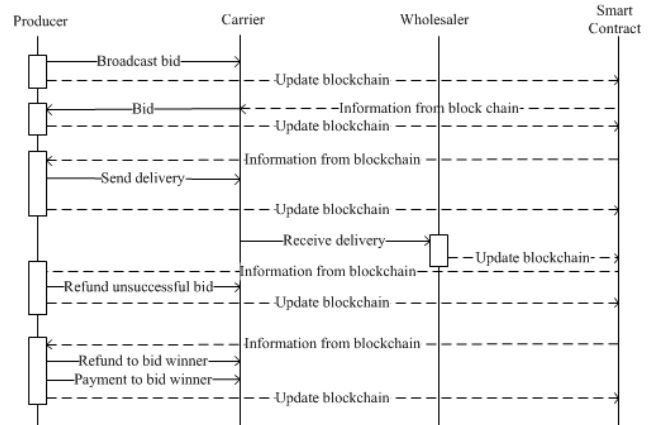 Producer
Carrier
Wholesaler
Smart
Contract
Broadcast bid
Update blockchain
Bid
Information from block chain
Update blockchain
Information from blockchain
Send delivery
Update blockchain
Receive delivery
Update blockchain
Information from blockchain
Refund unsuccessful bid
Update blockchain
Information from blockchain
Refund to bid winner
Payment to bid winner
Update blockchain